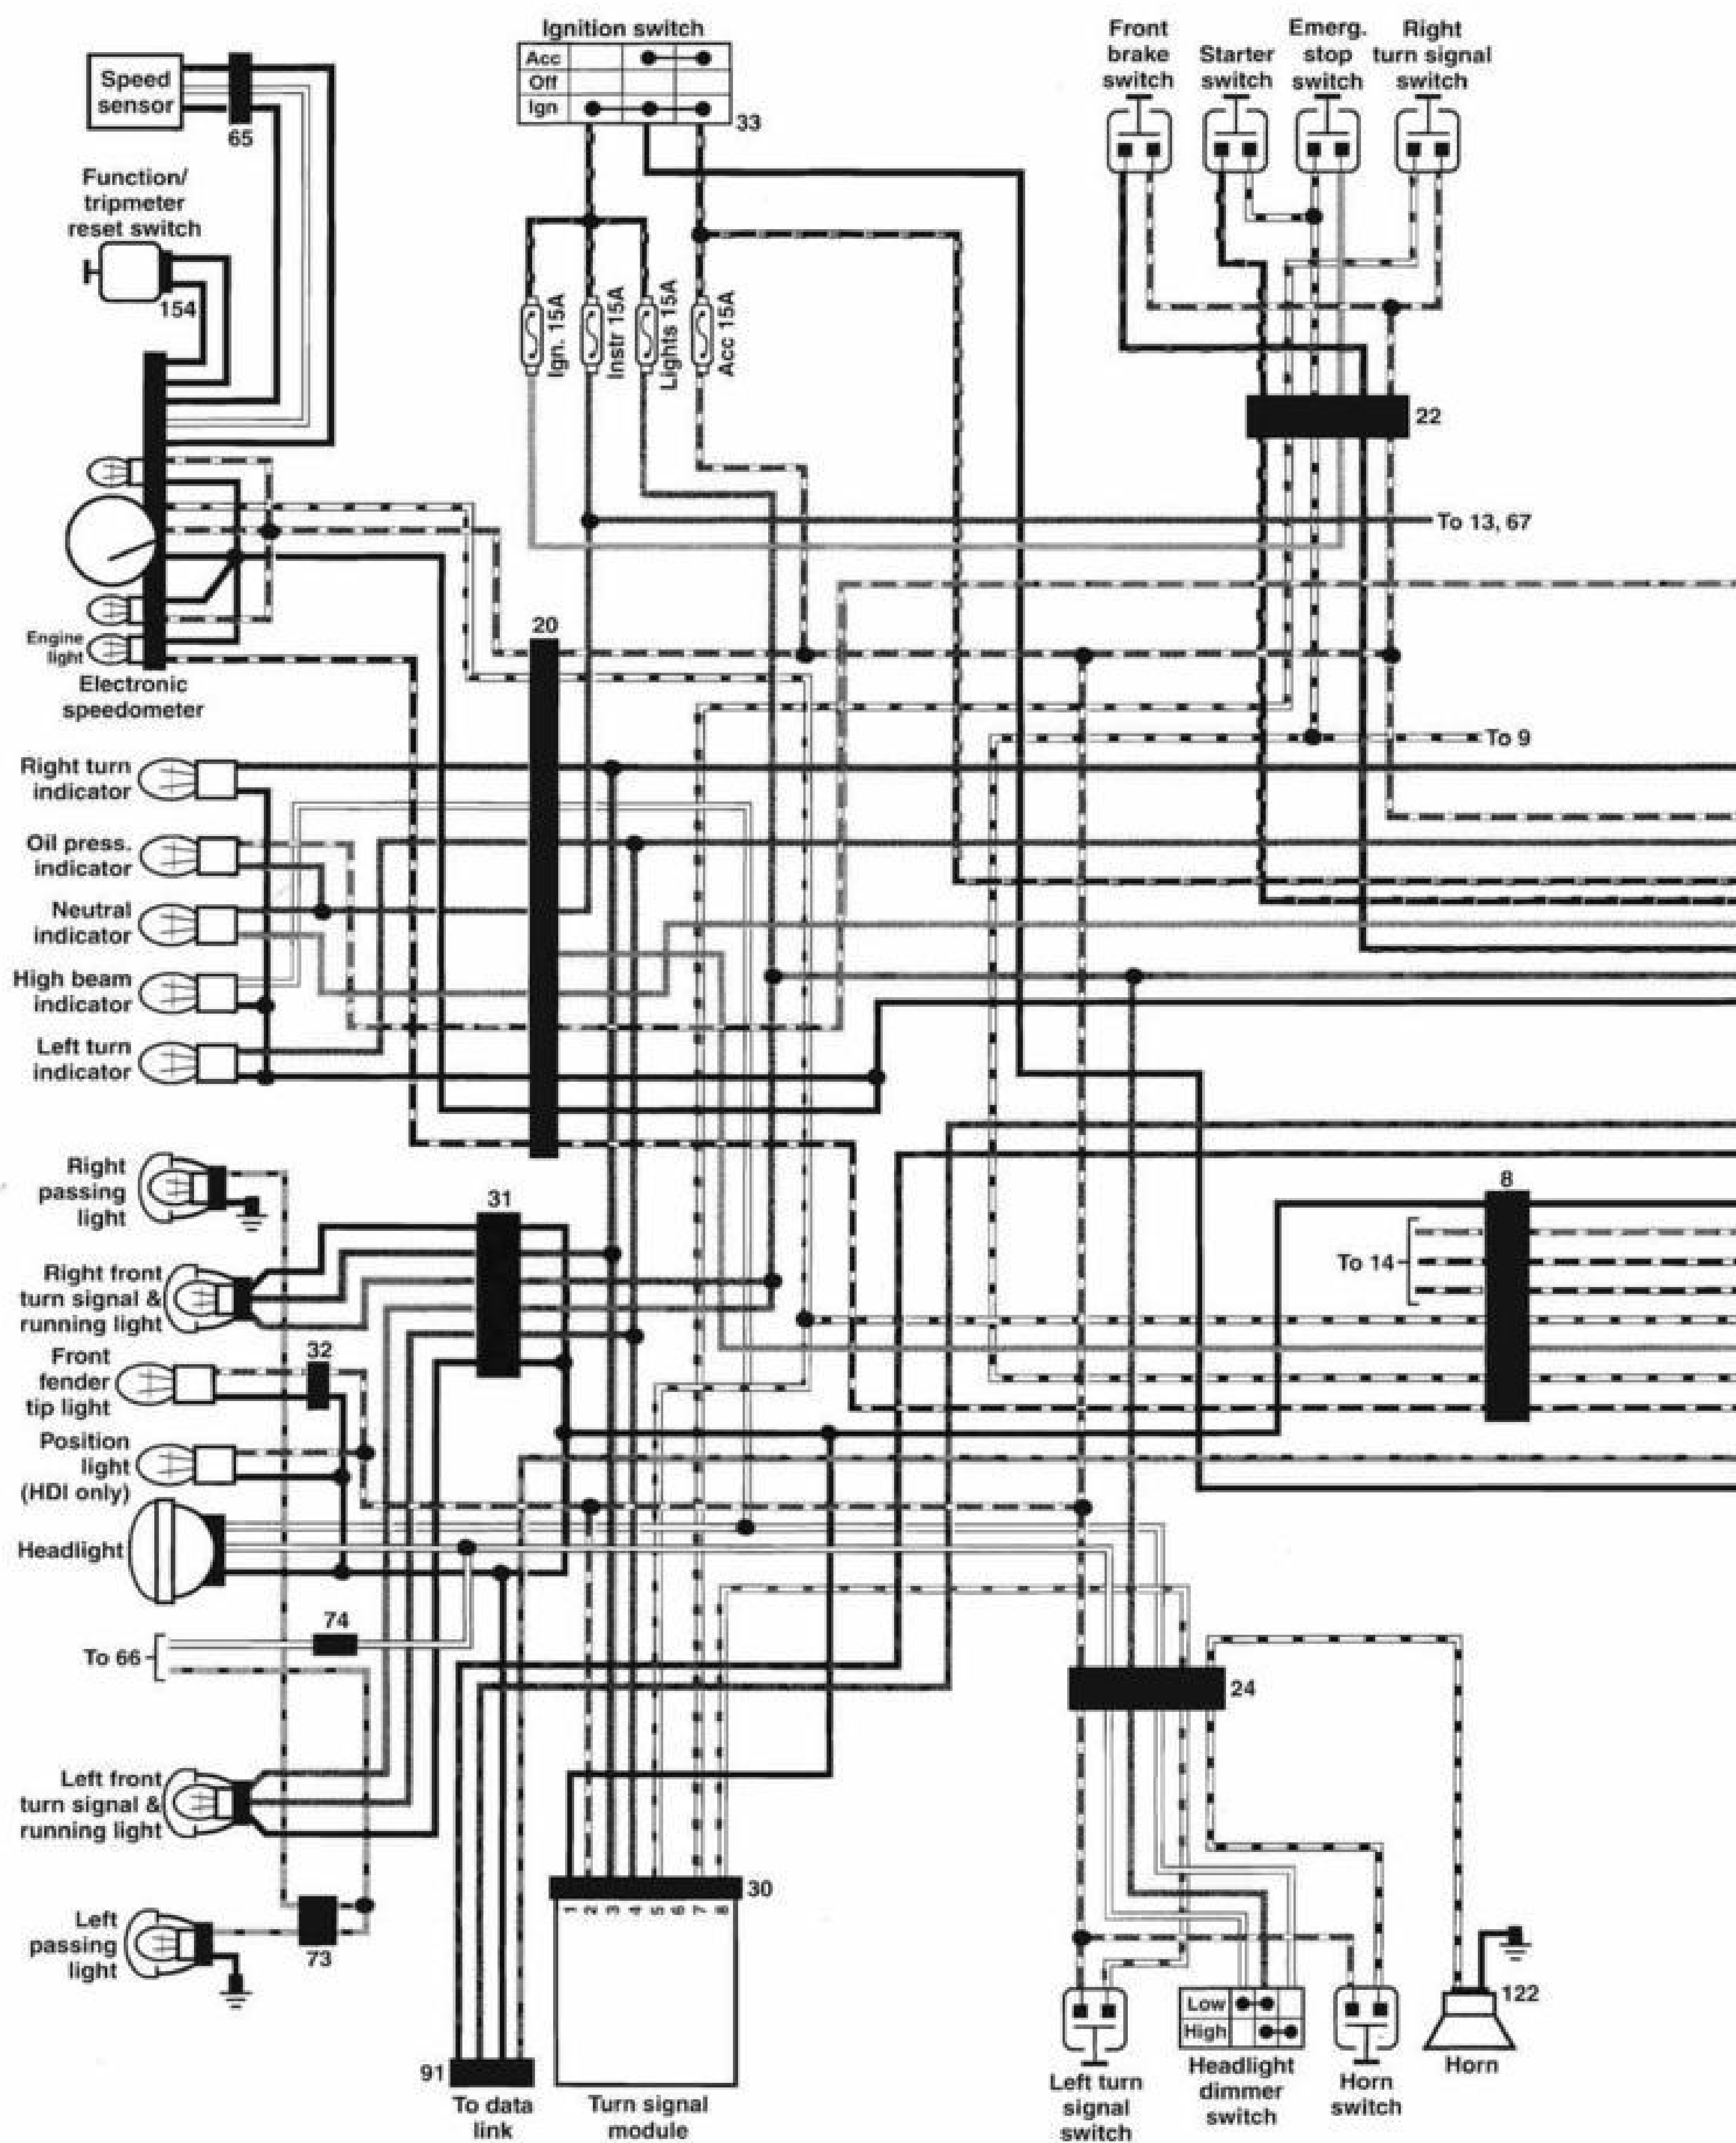 Ignition switch
Acc
Off
Ign
33
Front
brake
switch
Starter
switch
Emerg.
stop
switch
Right
turn signal
switch
Speed
sensor
65
Function/
tripmeter
reset switch
154
Ign. 15A
Instr 15A
Lights 15A
Acc 15A
22
To 13, 67
Engine
light
Electronic
speedometer
20
To 9
Right turn
indicator
Oil press.
indicator
Neutral
indicator
High beam
indicator
Left turn
indicator
Right
passing
light
31
8
To 14
Right front
turn signal &
running light
Front
fender
tip light
32
Position
light
(HDI only)
Headlight
74
To 66
24
Left front
turn signal &
running light
30
1 2 3 4 5 6 7 8
Left
passing
light
73
91
To data
link
Turn signal
module
Left turn
signal
switch
Low
High
Headlight
dimmer
switch
Horn
switch
122
Horn